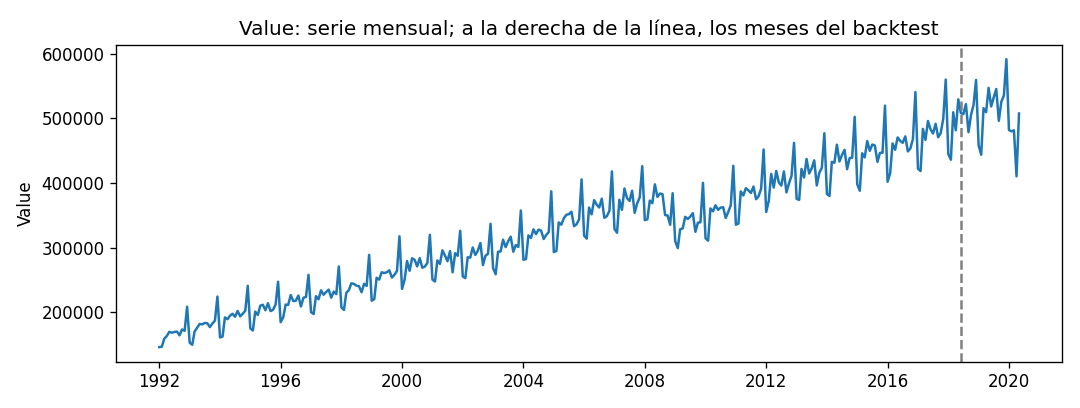 Value: serie mensual; a la derecha de la línea, los meses del backtest
600000
500000
400000
300000
200000
Value
1992 1996 2000 2004 2008 2012 2016 2020